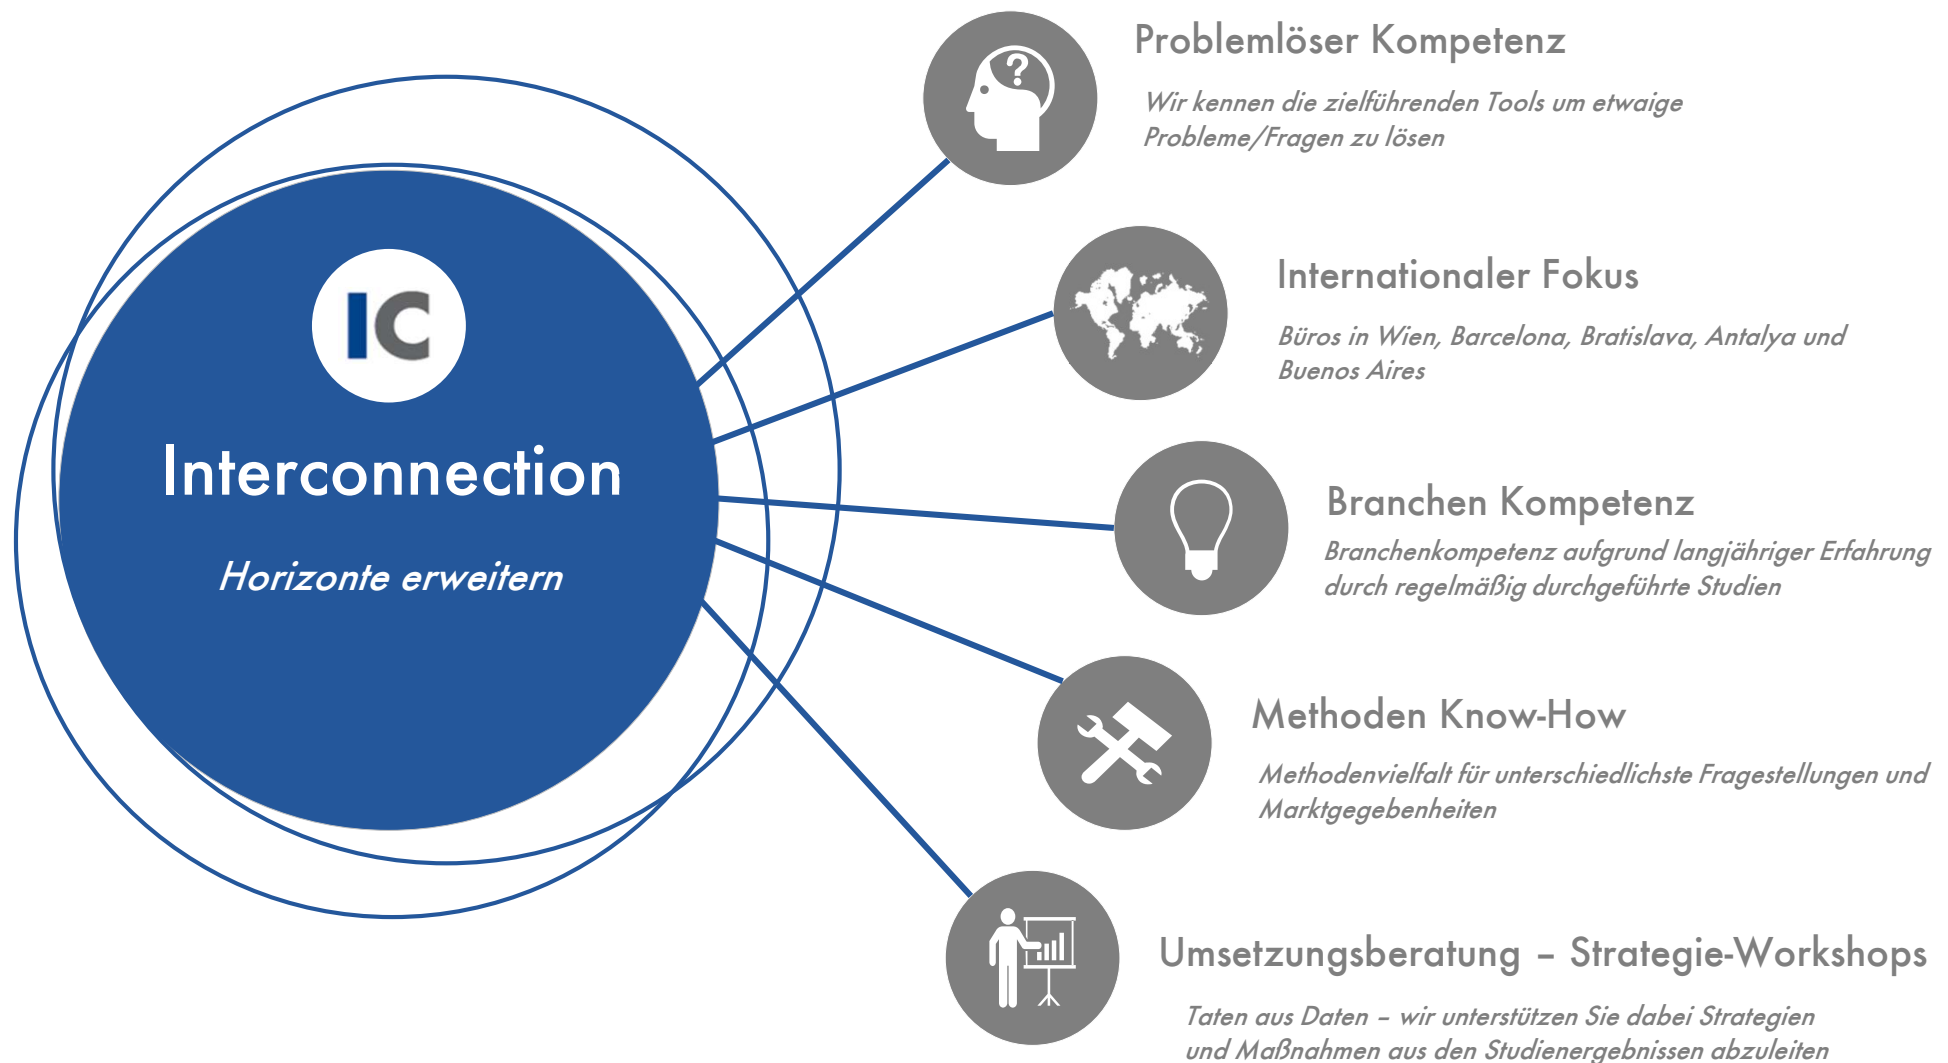 IC
Interconnection
Horizonte erweitern
Problemlöser Kompetenz
Wir kennen die zielführenden Tools um etwaige
Probleme/Fragen zu lösen
Internationaler Fokus
Büros in Wien, Barcelona, Bratislava, Antalya und
Buenos Aires
Branchen Kompetenz
Branchenkompetenz aufgrund langjähriger Erfahrung
durch regelmäßig durchgeführte Studien
Methoden Know-How
Methodenvielfalt für unterschiedlichste Fragestellungen und
Marktgegebenheiten
Umsetzungsberatung – Strategie-Workshops
Taten aus Daten – wir unterstützen Sie dabei Strategien
und Maßnahmen aus den Studienergebnissen abzuleiten